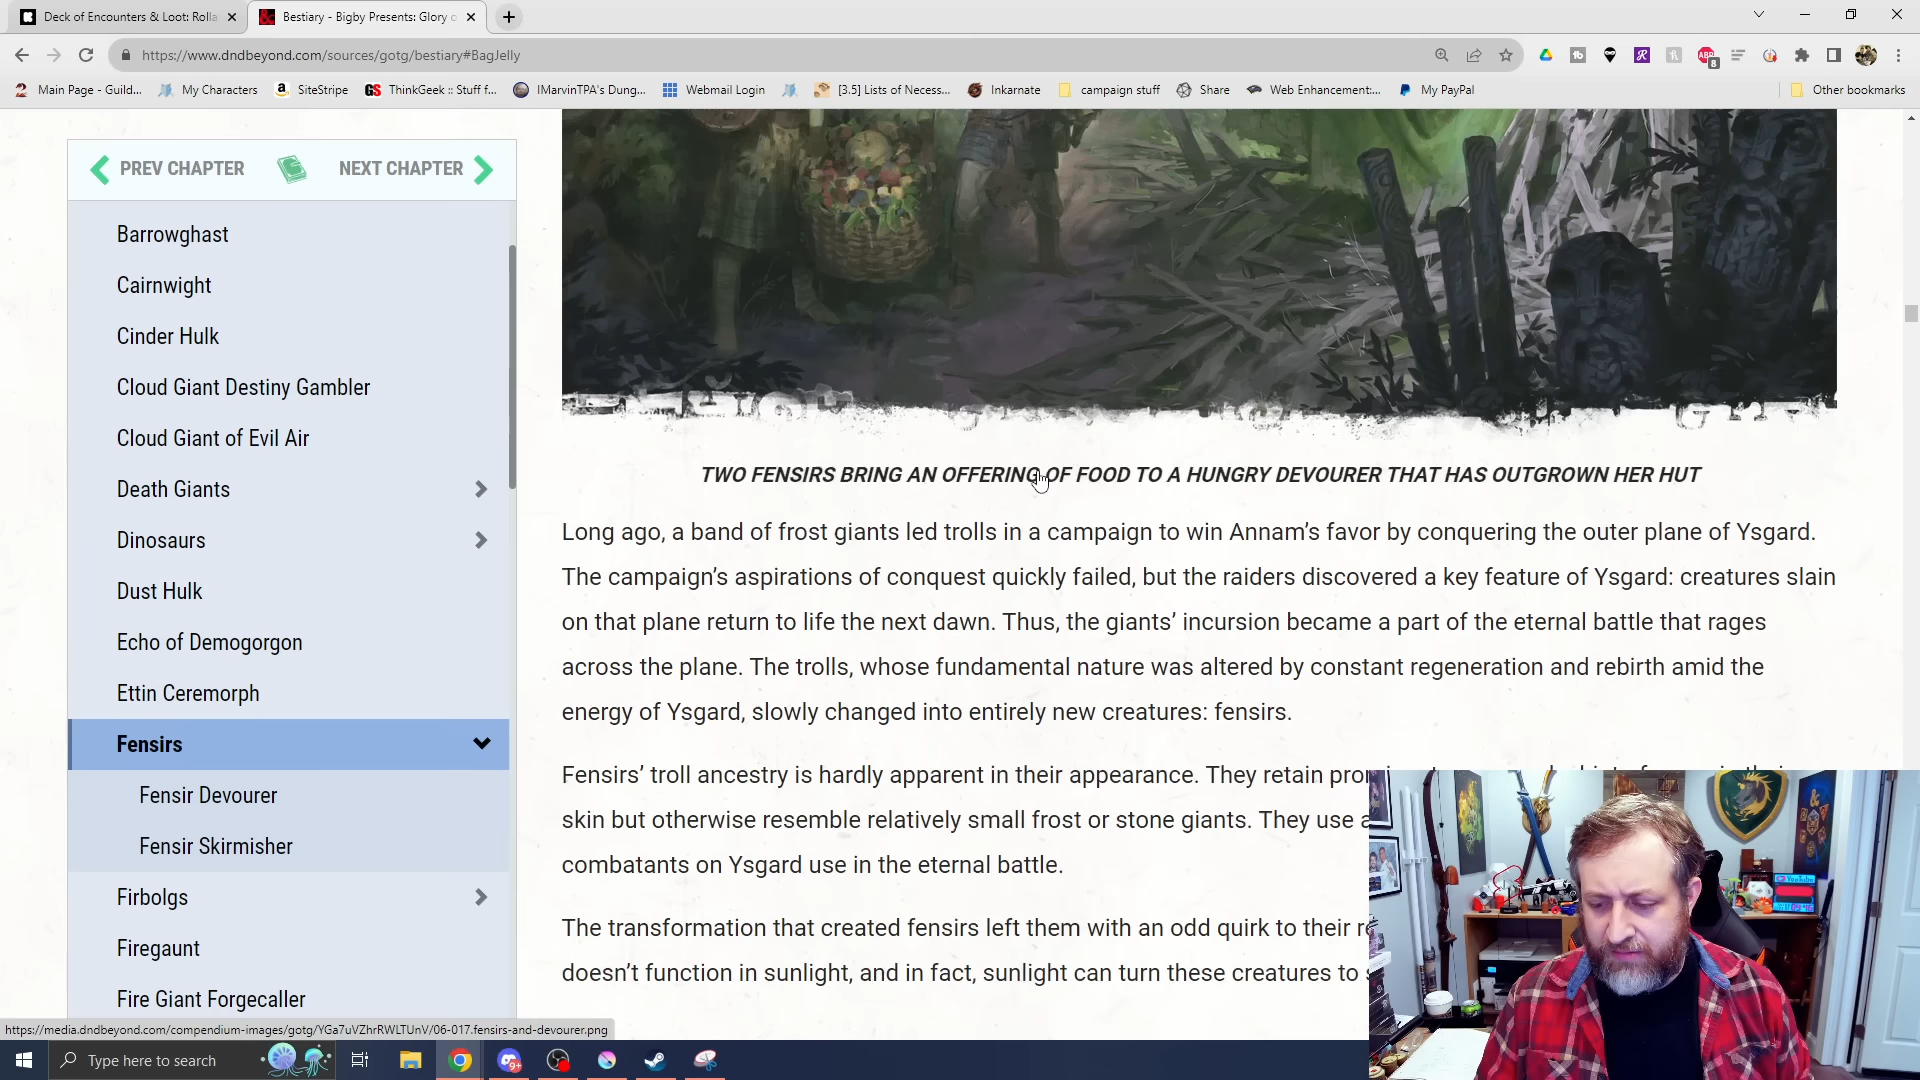 Deck of Encounters & Loot: Rolla
Bestiary - Bigby Presents: Glory o
https://www.dndbeyond.com/sources/gotg/bestiary#BagJelly
Main Page - Guild...
My Characters
SiteStripe
ThinkGeek :: Stuff f...
IMarvinTPA's Dung...
Webmail Login
[3.5] Lists of Necess...
Inkarnate
campaign stuff
Share
Web Enhancement:...
My PayPal
Other bookmarks
PREV CHAPTER
NEXT CHAPTER
Barrowghast
Cairnwight
Cinder Hulk
Cloud Giant Destiny Gambler
Cloud Giant of Evil Air
Death Giants
Dinosaurs
Dust Hulk
Echo of Demogorgon
Ettin Ceremorph
Fensirs
Fensir Devourer
Fensir Skirmisher
Firbolgs
Firegaunt
Fire Giant Forgecaller
TWO FENSIRS BRING AN OFFERING OF FOOD TO A HUNGRY DEVOURER THAT HAS OUTGROWN HER HUT
Long ago, a band of frost giants led trolls in a campaign to win Annam's favor by conquering the outer plane of Ysgard.
The campaign's aspirations of conquest quickly failed, but the raiders discovered a key feature of Ysgard: creatures slain
on that plane return to life the next dawn. Thus, the giants' incursion became a part of the eternal battle that rages
across the plane. The trolls, whose fundamental nature was altered by constant regeneration and rebirth amid the
energy of Ysgard, slowly changed into entirely new creatures: fensirs.
Fensirs' troll ancestry is hardly apparent in their appearance. They retain
skin but otherwise resemble relatively small frost or stone giants. They use
combatants on Ysgard use in the eternal battle.
The transformation that created fensirs left them with an odd quirk to their
doesn't function in sunlight, and in fact, sunlight can turn these creatures to
https://media.dndbeyond.com/compendium-images/gotg/YGa7uVZhrRWLTUnV/06-017.fensirs-and-devourer.png
Type here to search